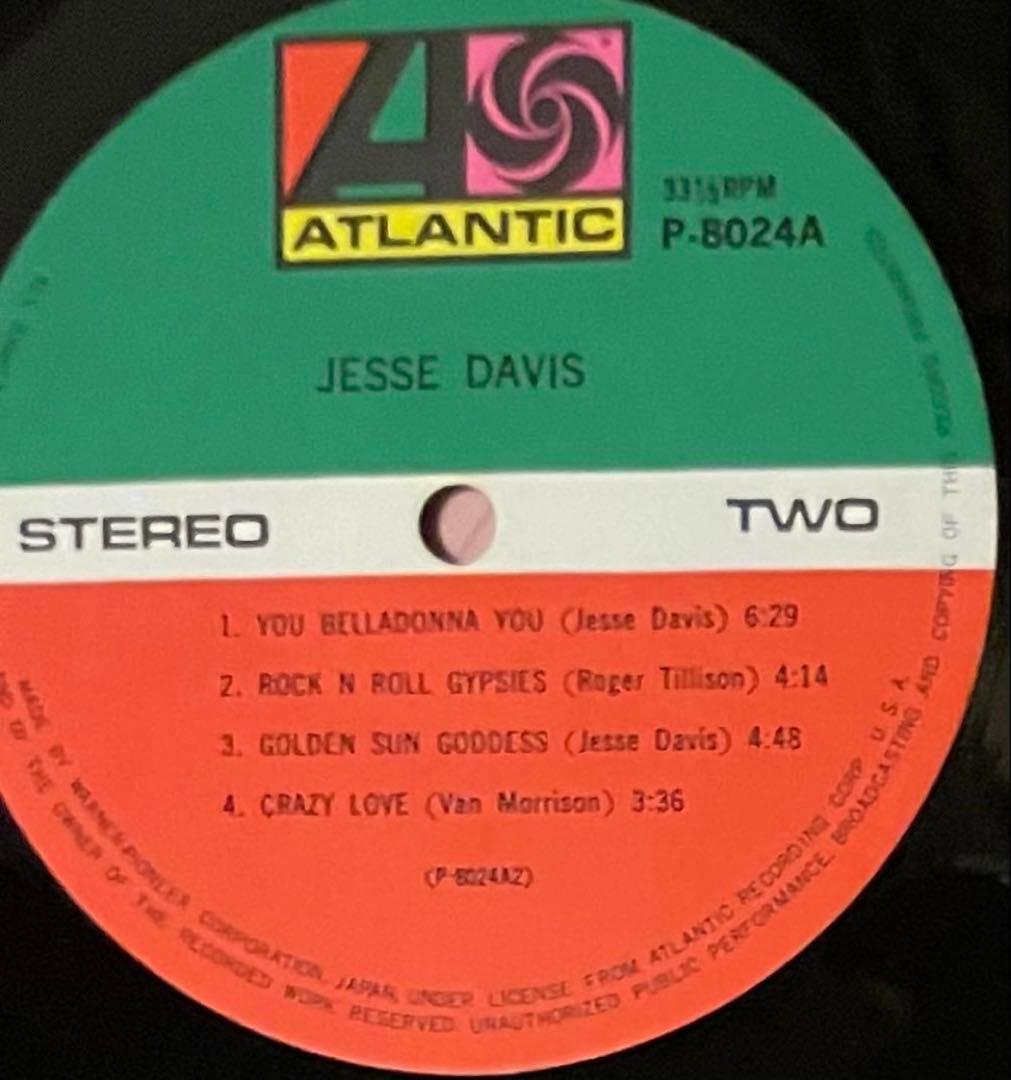 ATLANTIC
33⅓RPM
P-8024A
JESSE DAVIS
STEREO
TWO
1. YOU BELLADONNA YOU (Jesse Davis) 6:29
2. ROCK N ROLL GYPSIES (Roger Tillison) 4:14
3. GOLDEN SUN GODDESS (Jesse Davis) 4:48
4. CRAZY LOVE (Van Morrison) 3:36
(P-8024A2)
MADE BY WARNER-PIONEER CORPORATION, JAPAN, UNDER LICENSE FROM ATLANTIC RECORDING CORP. U. S. A.
TO THE OWNER OF THE RECORDED WORK RESERVED. UNAUTHORIZED PUBLIC PERFORMANCE, BROADCASTING AND COPYING OF THIS RECORD